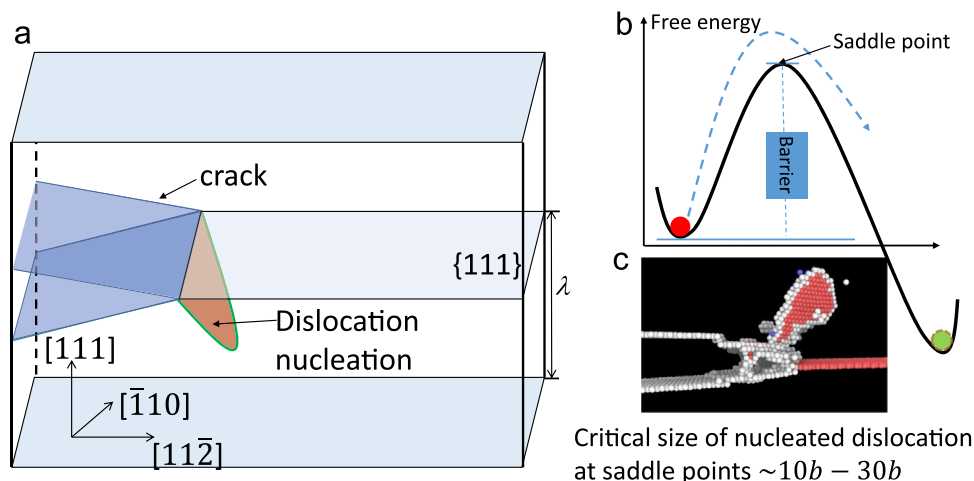 a
crack
{111}
λ
Dislocation
nucleation
[111]
[1̄10]
[112̄]
b
Free energy
Saddle point
Barrier
c
Critical size of nucleated dislocation
at saddle points ~10b − 30b